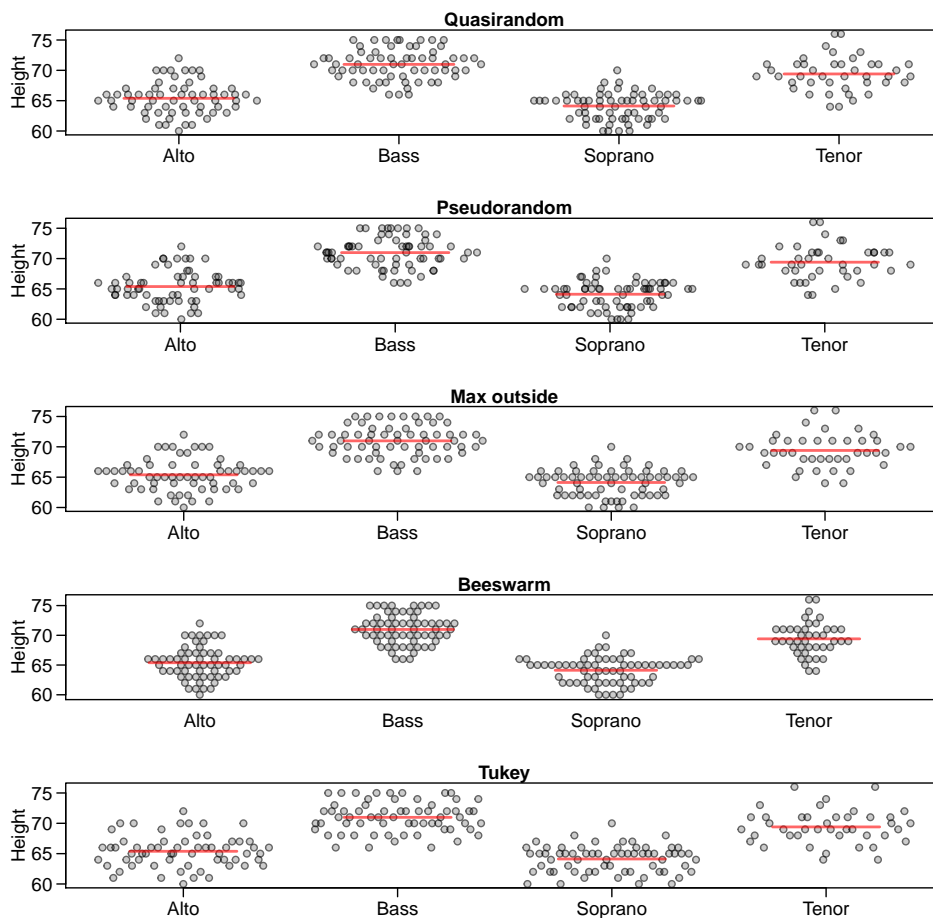 Quasirandom
Height
75
70
65
60
Alto Bass Soprano Tenor
Pseudorandom
Height
75
70
65
60
Alto Bass Soprano Tenor
Max outside
Height
75
70
65
60
Alto Bass Soprano Tenor
Beeswarm
Height
75
70
65
60
Alto Bass Soprano Tenor
Tukey
Height
75
70
65
60
Alto Bass Soprano Tenor